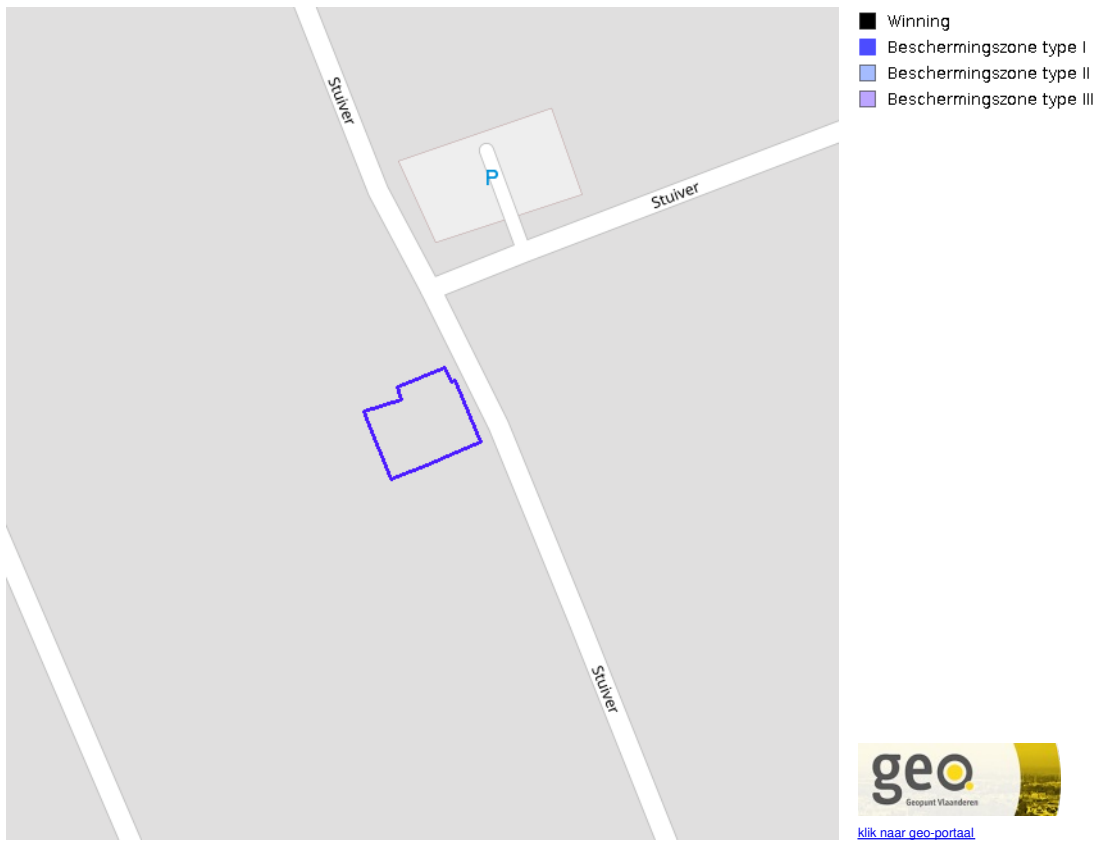 Winning
Beschermingszone type I
Beschermingszone type II
Beschermingszone type III
Stuiver
P
Stuiver
Stuiver
geo
Geopunt Vlaanderen
klik naar geo-portaal